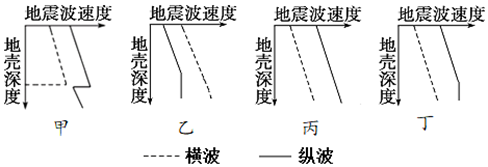 地震波速度 地震波速度 地震波速度 地震波速度
地壳深度 地壳深度 地壳深度 地壳深度
甲 乙 丙 丁
横波 纵波